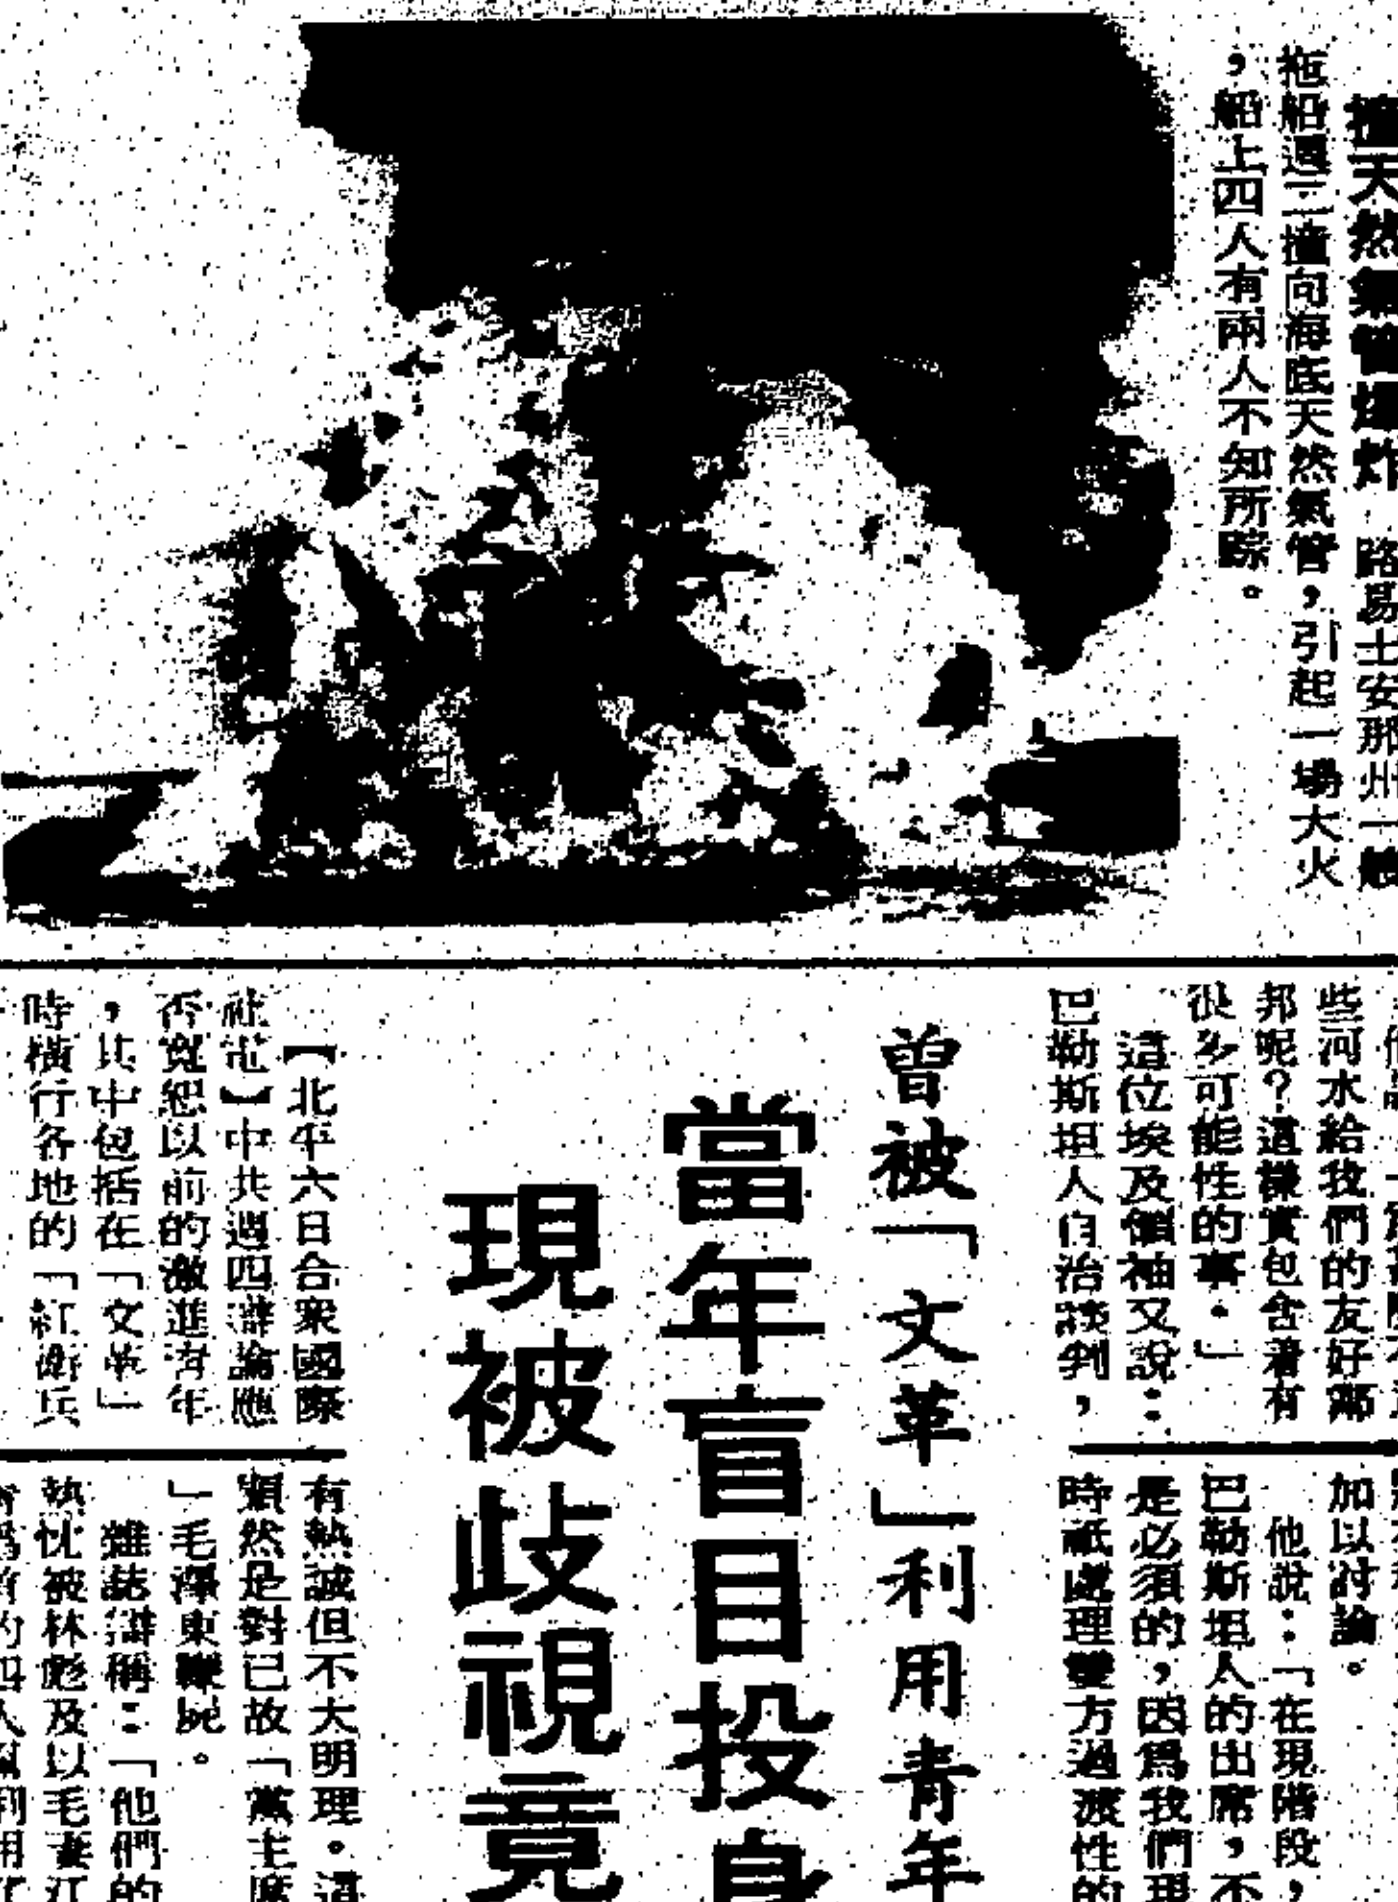 撞天然氣管爆炸 路易士安那州一
拖船週三撞向海底天然氣管，引起一場大火
，船上四人有兩人不知所踪。
些河水給我們的友好鄰
邦呢？這樣實包含着有
很多可能性的事。」
這位埃及領袖又說：
巴勒斯坦人自治談判，
加以討論。
他說：「在現階段，
巴勒斯坦人的出席，不
是必須的，因爲我們
時祇處理雙方過渡性的
曾被「文革」利用青年
當年盲目投身
現被歧視竟
【北平六日合衆國際
社電】中共週四辯論應
否寬恕以前的激進青年
，其中包括在「文革」
時橫行各地的「紅衛兵
有熱誠但不大明理。這
顯然是對已故「黨主席
」毛澤東鞭屍。
雜誌辯稱：「他們的
熱忱被林彪及以毛妻江